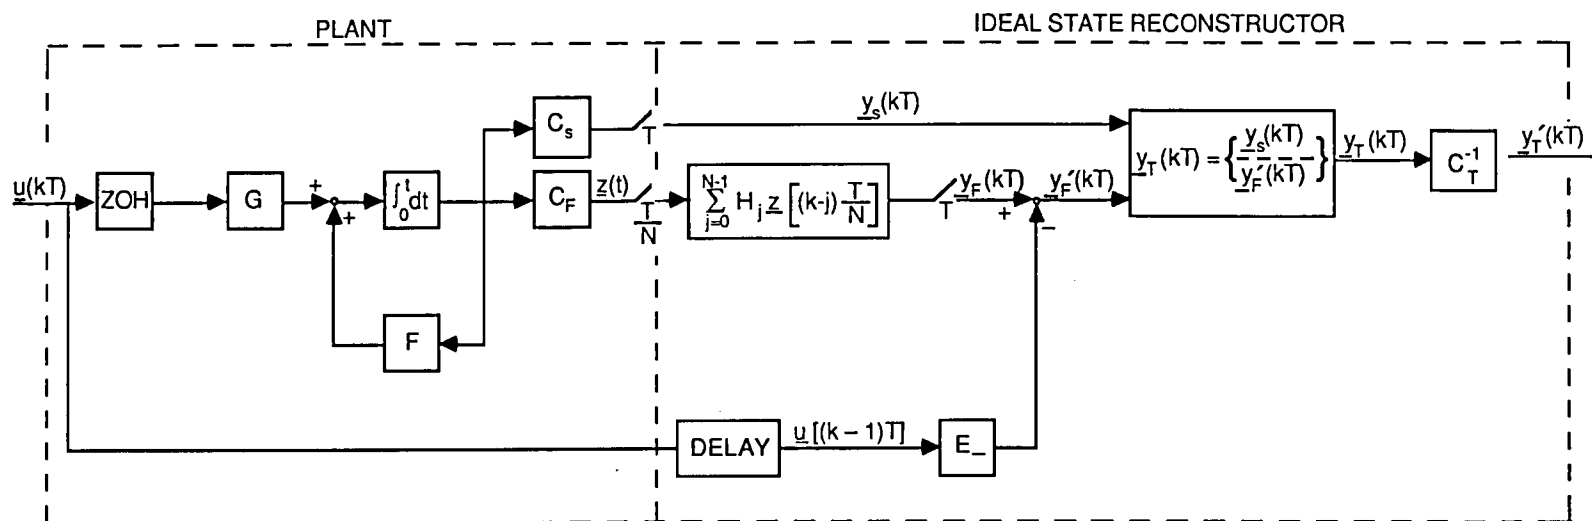 PLANT
IDEAL STATE RECONSTRUCTOR
u(kT)
ZOH
G
+
+
∫₀ᵗdt
F
C_s
T
C_F
z(t)
T/N
y_s(kT)
∑_{j=0}^{N-1} H_j z[(k-j) T/N]
T
y_F(kT)
+
−
y_F′(kT)
y_T(kT) = {y_s(kT) / y_F′(kT)}
y_T(kT)
C_T^{-1}
y_T′(kT)
DELAY
u [(k – 1)T]
E_–